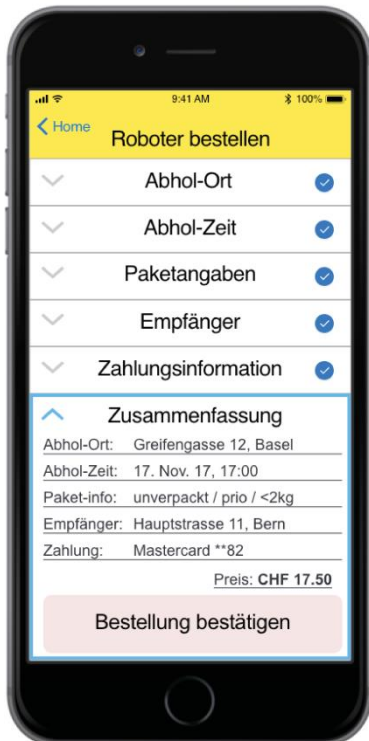 9:41 AM 100%
Home
Roboter bestellen
Abhol-Ort
Abhol-Zeit
Paketangaben
Empfänger
Zahlungsinformation
Zusammenfassung
Abhol-Ort: Greifengasse 12, Basel
Abhol-Zeit: 17. Nov. 17, 17:00
Paket-info: unverpackt / prio / <2kg
Empfänger: Hauptstrasse 11, Bern
Zahlung: Mastercard **82
Preis: CHF 17.50
Bestellung bestätigen